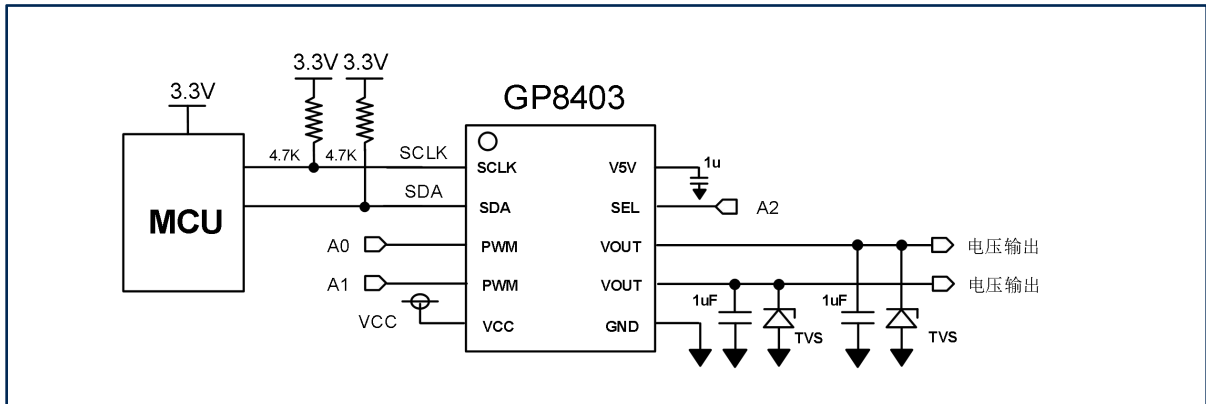 3.3V 3.3V
3.3V
GP8403
4.7K 4.7K SCLK
SCLK V5V 1u
SDA
SDA SEL A2
MCU
A0 PWM VOUT 电压输出
A1 PWM VOUT 电压输出
1uF 1uF
VCC VCC GND
TVS TVS